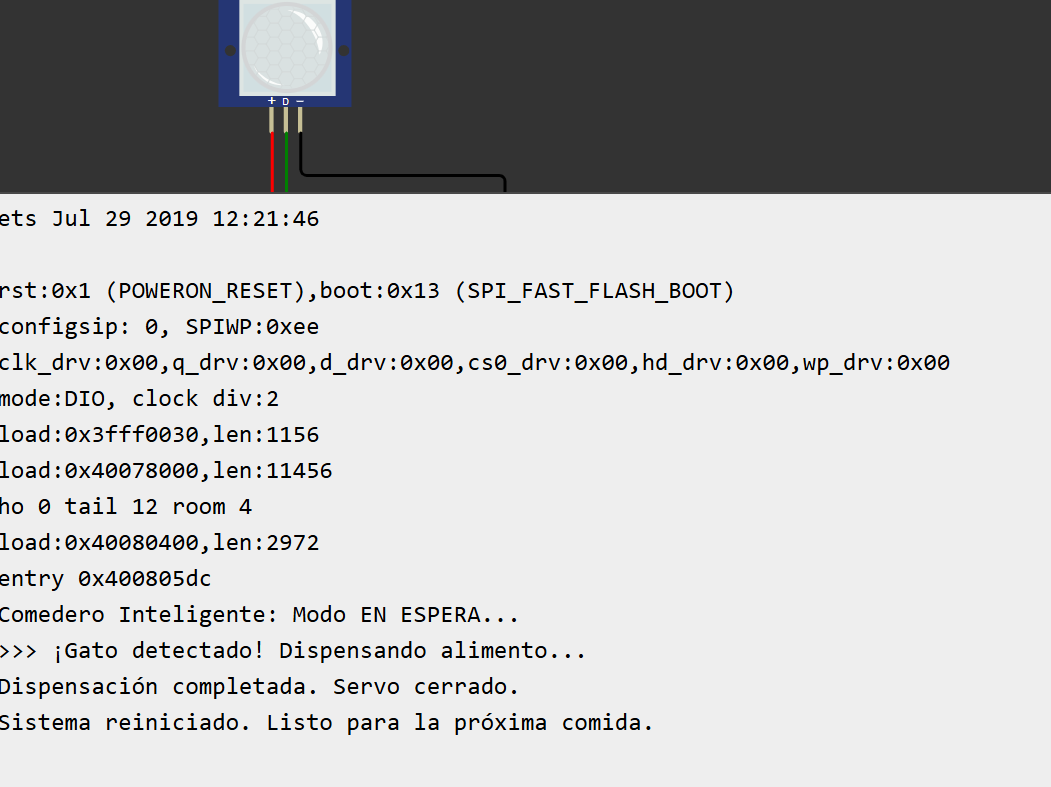 + D −
ets Jul 29 2019 12:21:46
rst:0x1 (POWERON_RESET),boot:0x13 (SPI_FAST_FLASH_BOOT)
configsip: 0, SPIWP:0xee
clk_drv:0x00,q_drv:0x00,d_drv:0x00,cs0_drv:0x00,hd_drv:0x00,wp_drv:0x00
mode:DIO, clock div:2
load:0x3fff0030,len:1156
load:0x40078000,len:11456
ho 0 tail 12 room 4
load:0x40080400,len:2972
entry 0x400805dc
Comedero Inteligente: Modo EN ESPERA...
>>> ¡Gato detectado! Dispensando alimento...
Dispensación completada. Servo cerrado.
Sistema reiniciado. Listo para la próxima comida.